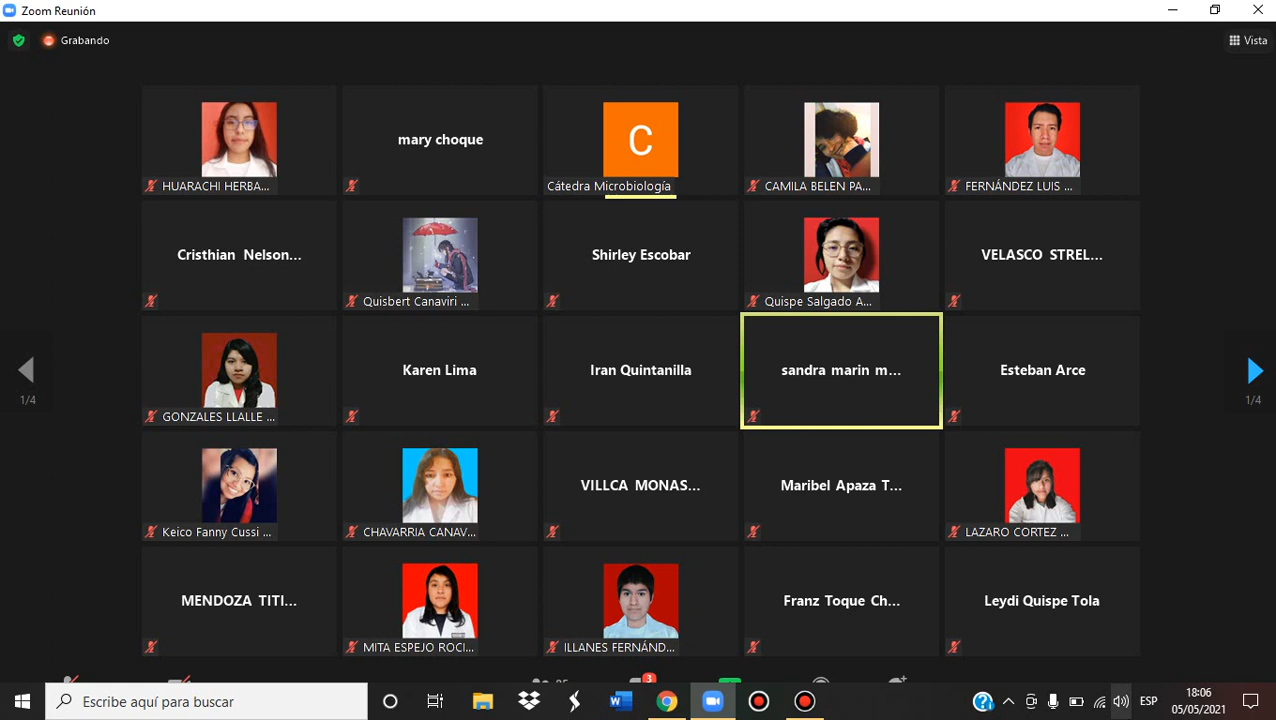 Zoom Reunión
Grabando
Vista
HUARACHI HERBA...
mary choque
C
Cátedra Microbiología
CAMILA BELEN PA...
FERNÁNDEZ LUIS ...
Cristhian Nelson...
Quisbert Canaviri ...
Shirley Escobar
Quispe Salgado A...
VELASCO STREL...
GONZALES LLALLE ...
Karen Lima
Iran Quintanilla
sandra marin m...
Esteban Arce
1/4
1/4
Keico Fanny Cussi ...
CHAVARRIA CANAV...
VILLCA MONAS...
Maribel Apaza T...
LAZARO CORTEZ ...
MENDOZA TITI...
MITA ESPEJO ROCI...
ILLANES FERNÁND...
Franz Toque Ch...
Leydi Quispe Tola
3
Escribe aquí para buscar
ESP
18:06
05/05/2021